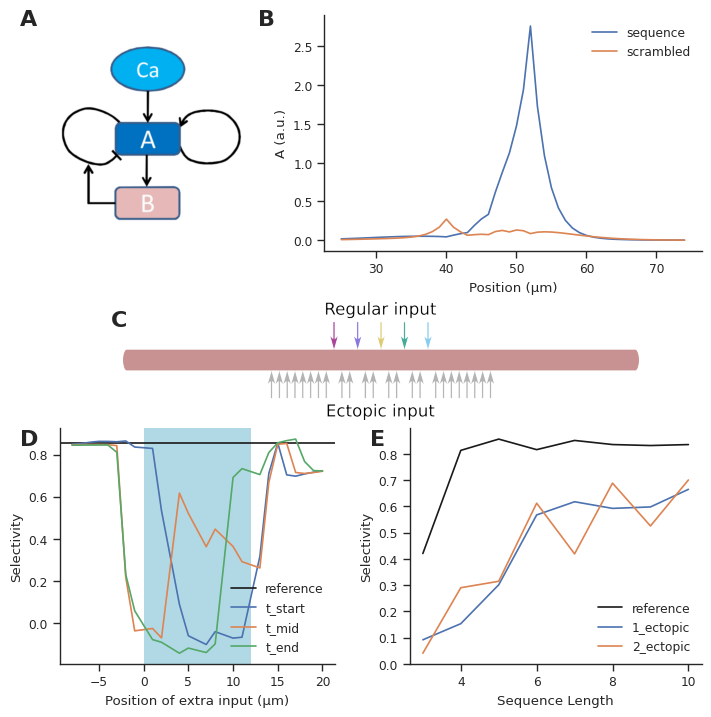 A
Ca
A
B
B
sequence
scrambled
2.5
2.0
1.5
1.0
0.5
0.0
A (a.u.)
30 40 50 60 70
Position (μm)
C
Regular input
Ectopic input
D
0.8
0.6
0.4
0.2
0.0
Selectivity
reference
t_start
t_mid
t_end
−5 0 5 10 15 20
Position of extra input (μm)
E
0.8
0.7
0.6
0.5
0.4
0.3
0.2
0.1
0.0
Selectivity
reference
1_ectopic
2_ectopic
4 6 8 10
Sequence Length